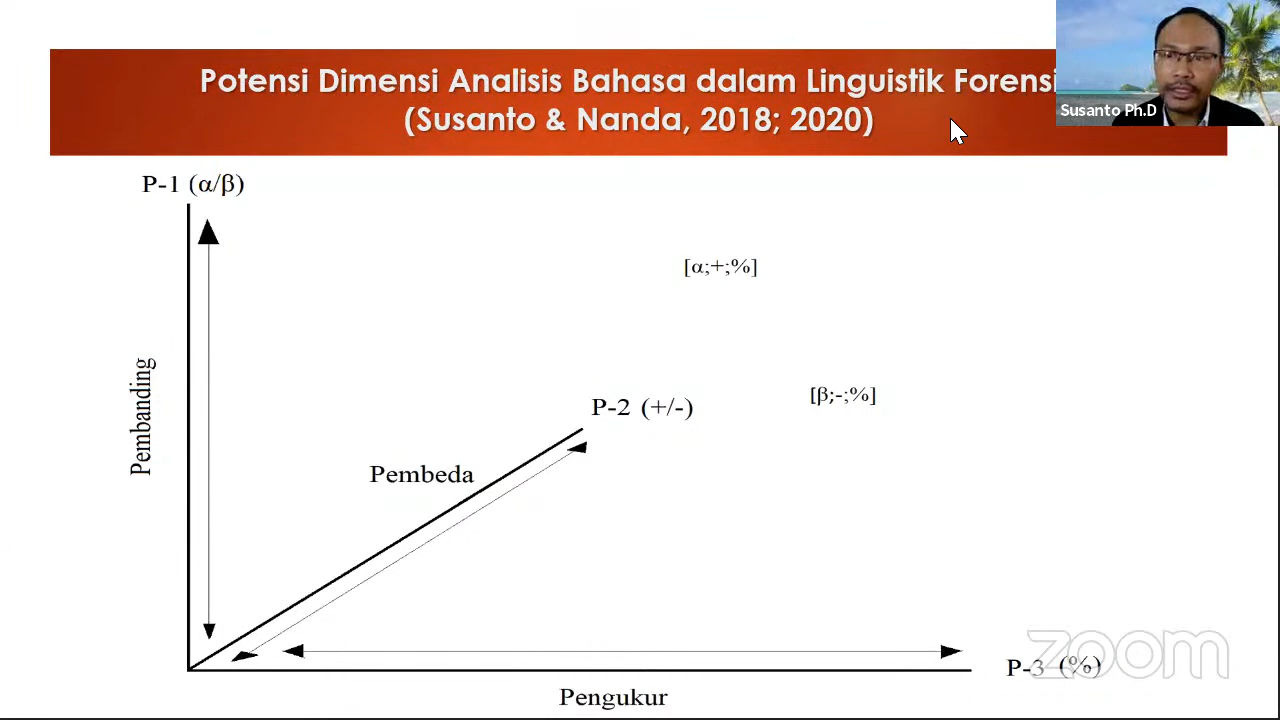 Potensi Dimensi Analisis Bahasa dalam Linguistik Forensi
(Susanto & Nanda, 2018; 2020)
Susanto Ph.D
P-1 (α/β)
[α;+;%]
Pembanding
[β;-;%]
P-2 (+/-)
Pembeda
P-3 (%)
zoom
Pengukur